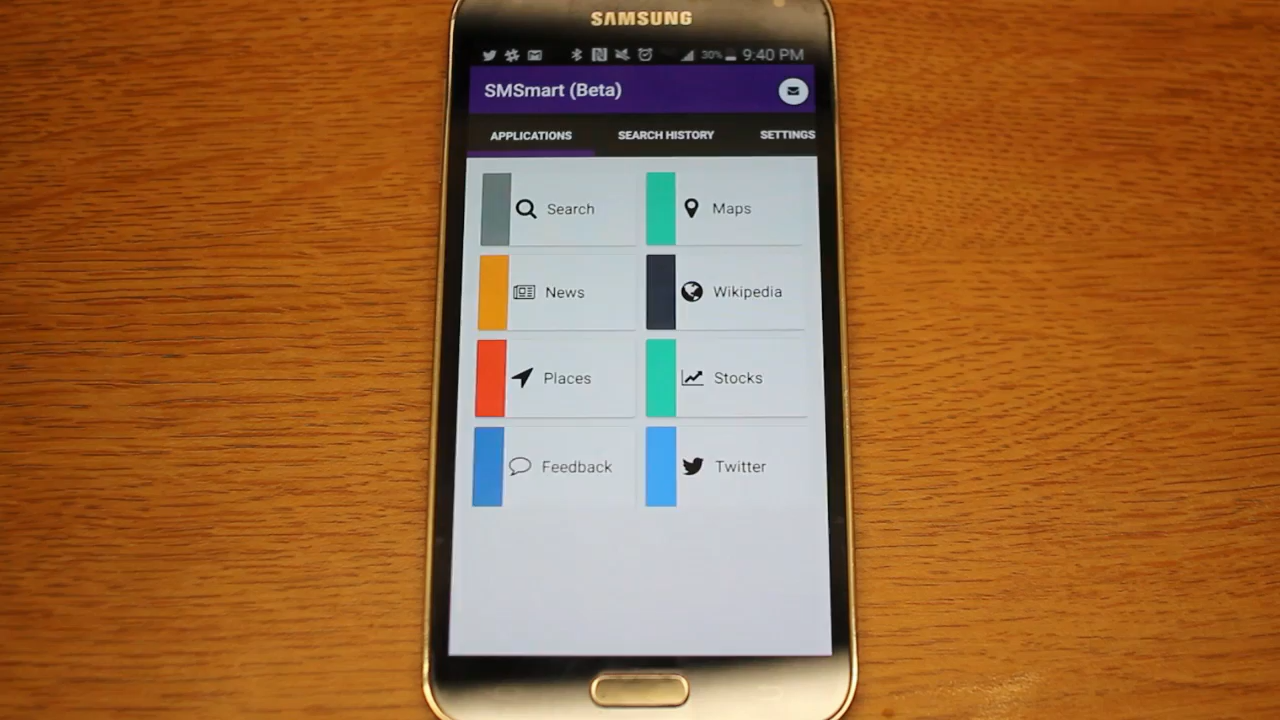 SAMSUNG
30% 9:40 PM
SMSmart (Beta)
APPLICATIONS SEARCH HISTORY SETTINGS
Search Maps
News Wikipedia
Places Stocks
Feedback Twitter